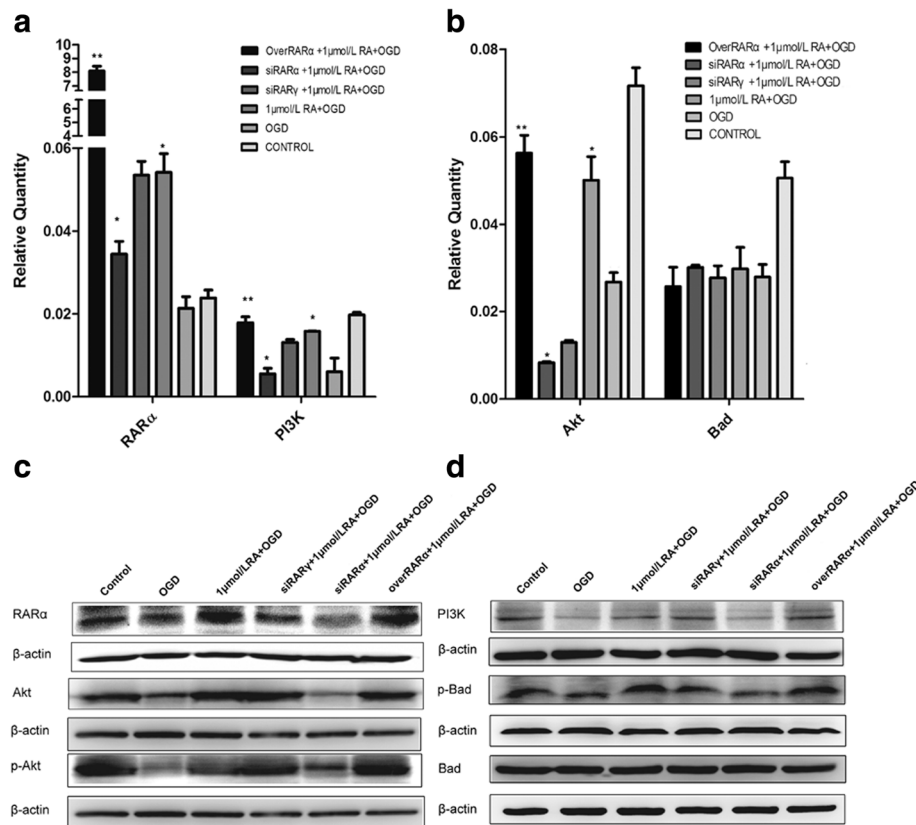 a
10
9
8
7
6
5
4
0.06
0.04
0.02
0.00
Relative Quantity
**
*
*
**
*
*
RARα
PI3K
OverRARα +1μmol/L RA+OGD
siRARα +1μmol/L RA+OGD
siRARγ +1μmol/L RA+OGD
1μmol/L RA+OGD
OGD
CONTROL
b
0.08
0.06
0.04
0.02
0.00
Relative Quantity
**
*
*
Akt
Bad
OverRARα +1μmol/L RA+OGD
siRARα +1μmol/L RA+OGD
siRARγ +1μmol/L RA+OGD
1μmol/L RA+OGD
OGD
CONTROL
c
Control
OGD
1μmol/LRA+OGD
siRARγ+1μmol/LRA+OGD
siRARα+1μmol/LRA+OGD
overRARα+1μmol/LRA+OGD
RARα
β-actin
Akt
β-actin
p-Akt
β-actin
d
Control
OGD
1μmol/LRA+OGD
siRARγ+1μmol/LRA+OGD
siRARα+1μmol/LRA+OGD
overRARα+1μmol/LRA+OGD
PI3K
β-actin
p-Bad
β-actin
Bad
β-actin